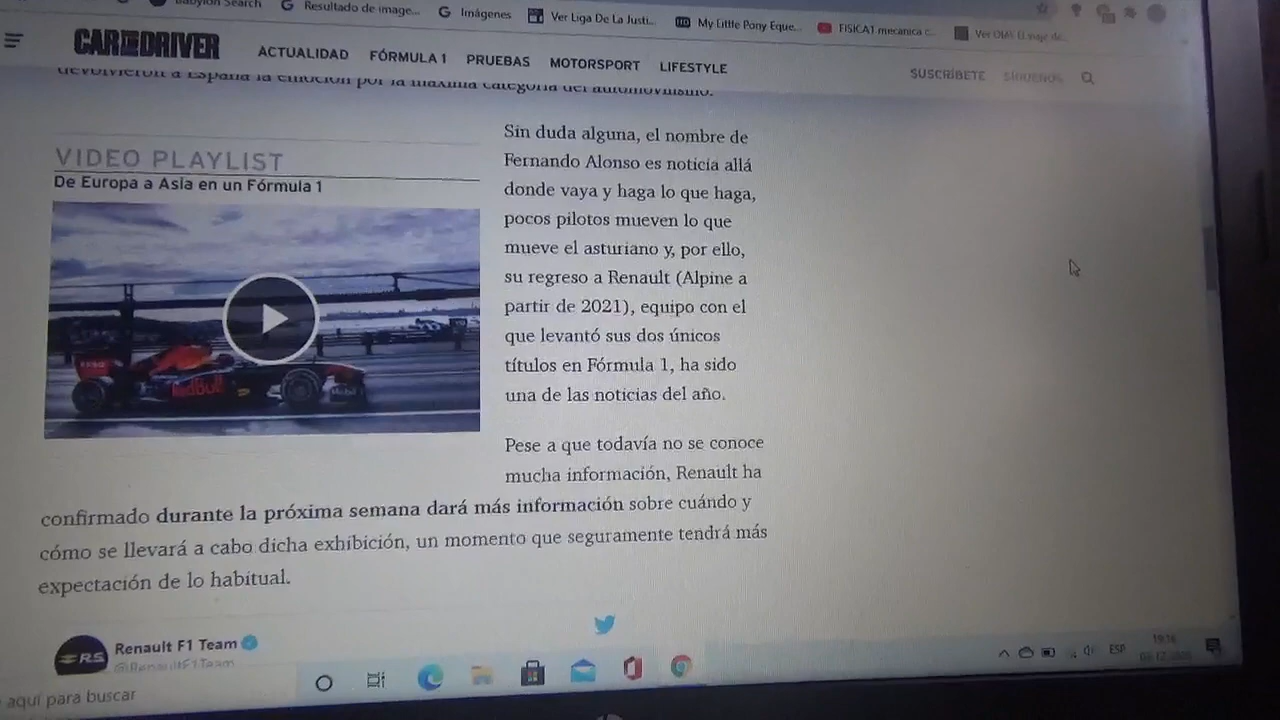 Babylon Search
Resultado de image...
Imágenes
Ver Liga De La Justi...
My Little Pony Eque...
FISICA1 mecanica c...
CAR AND DRIVER
ACTUALIDAD
FÓRMULA 1
PRUEBAS
MOTORSPORT
LIFESTYLE
SUSCRÍBETE
SÍGUENOS
devolvieron a España la emoción por la máxima categoría del automovilismo.
VIDEO PLAYLIST
De Europa a Asia en un Fórmula 1
RedBull
Sin duda alguna, el nombre de
Fernando Alonso es noticia allá
donde vaya y haga lo que haga,
pocos pilotos mueven lo que
mueve el asturiano y, por ello,
su regreso a Renault (Alpine a
partir de 2021), equipo con el
que levantó sus dos únicos
títulos en Fórmula 1, ha sido
una de las noticias del año.
Pese a que todavía no se conoce
mucha información, Renault ha
confirmado durante la próxima semana dará más información sobre cuándo y
cómo se llevará a cabo dicha exhibición, un momento que seguramente tendrá más
expectación de lo habitual.
RS
Renault F1 Team
@RenaultF1Team
aquí para buscar
ESP
19:16